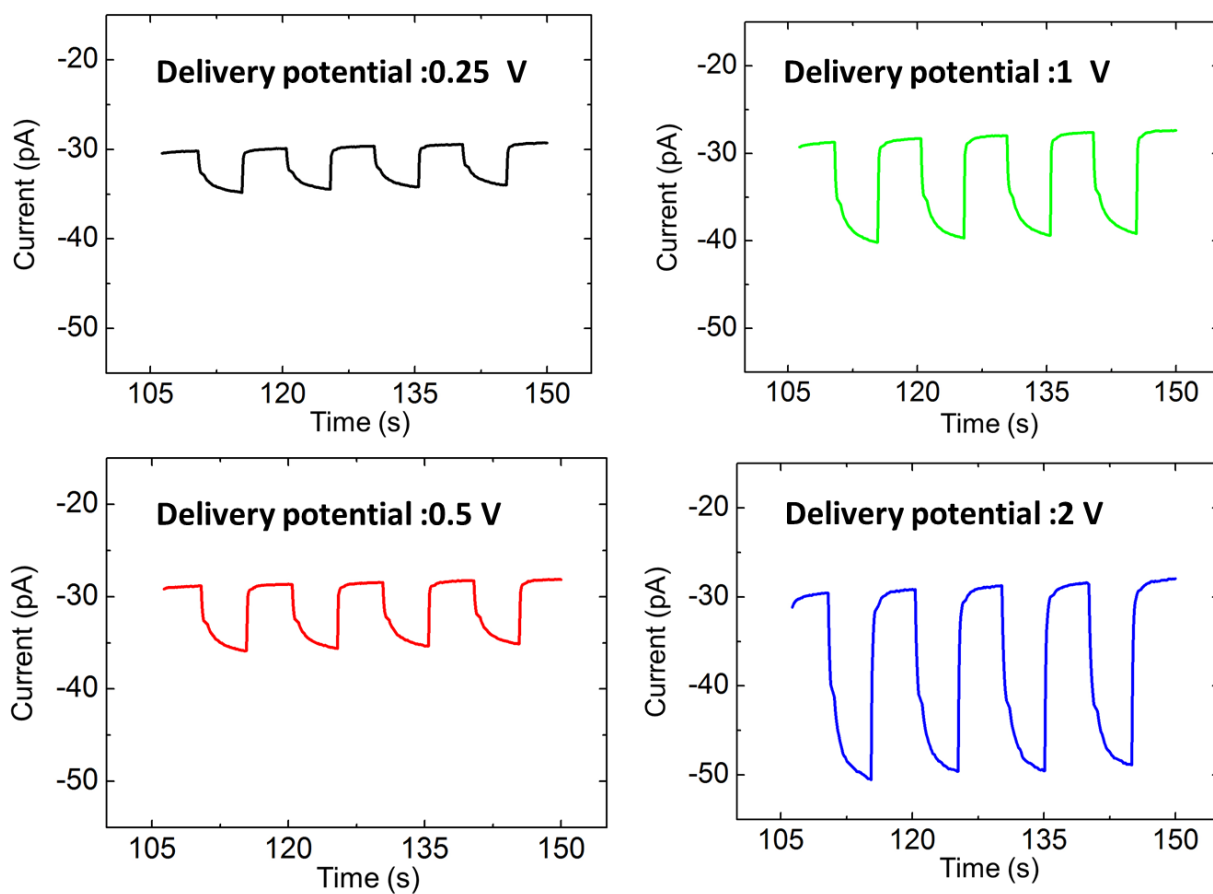 Delivery potential :0.25  V
Current (pA)
-20
-30
-40
-50
105 120 135 150
Time (s)
Delivery potential :1  V
Current (pA)
-20
-30
-40
-50
105 120 135 150
Time (s)
Delivery potential :0.5 V
Current (pA)
-20
-30
-40
-50
105 120 135 150
Time (s)
Delivery potential :2 V
Current (pA)
-20
-30
-40
-50
105 120 135 150
Time (s)